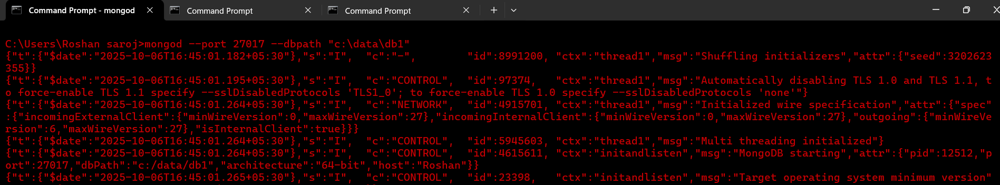 Command Prompt - mongod
Command Prompt
Command Prompt
C:\Users\Roshan saroj>mongod --port 27017 --dbpath "c:\data\db1"
{"t":{"$date":"2025-10-06T16:45:01.182+05:30"},"s":"I",  "c":"-",        "id":8991200, "ctx":"thread1","msg":"Shuffling initializers","attr":{"seed":3202623
355}}
{"t":{"$date":"2025-10-06T16:45:01.195+05:30"},"s":"I",  "c":"CONTROL",  "id":97374,   "ctx":"thread1","msg":"Automatically disabling TLS 1.0 and TLS 1.1, t
o force-enable TLS 1.1 specify --sslDisabledProtocols 'TLS1_0'; to force-enable TLS 1.0 specify --sslDisabledProtocols 'none'"}
{"t":{"$date":"2025-10-06T16:45:01.264+05:30"},"s":"I",  "c":"NETWORK",  "id":4915701, "ctx":"thread1","msg":"Initialized wire specification","attr":{"spec"
:{"incomingExternalClient":{"minWireVersion":0,"maxWireVersion":27},"incomingInternalClient":{"minWireVersion":0,"maxWireVersion":27},"outgoing":{"minWireVe
rsion":6,"maxWireVersion":27},"isInternalClient":true}}}
{"t":{"$date":"2025-10-06T16:45:01.264+05:30"},"s":"I",  "c":"CONTROL",  "id":5945603, "ctx":"thread1","msg":"Multi threading initialized"}
{"t":{"$date":"2025-10-06T16:45:01.264+05:30"},"s":"I",  "c":"CONTROL",  "id":4615611, "ctx":"initandlisten","msg":"MongoDB starting","attr":{"pid":12512,"p
ort":27017,"dbPath":"c:/data/db1","architecture":"64-bit","host":"Roshan"}}
{"t":{"$date":"2025-10-06T16:45:01.265+05:30"},"s":"I",  "c":"CONTROL",  "id":23398,   "ctx":"initandlisten","msg":"Target operating system minimum version"